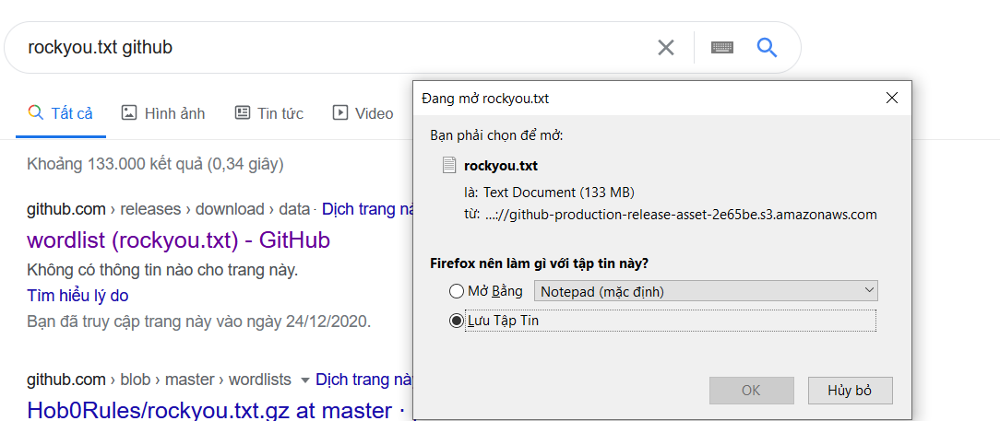 rockyou.txt github
Tất cả
Hình ảnh
Tin tức
Video
Khoảng 133.000 kết quả (0,34 giây)
github.com › releases › download › data · Dịch trang
wordlist (rockyou.txt) - GitHub
Không có thông tin nào cho trang này.
Tìm hiểu lý do
Bạn đã truy cập trang này vào ngày 24/12/2020.
github.com › blob › master › wordlists Dịch trang
Hob0Rules/rockyou.txt.gz at master ·
Đang mở rockyou.txt
Bạn phải chọn để mở:
rockyou.txt
là: Text Document (133 MB)
từ: ...://github-production-release-asset-2e65be.s3.amazonaws.com
Firefox nên làm gì với tập tin này?
Mở Bằng
Notepad (mặc định)
Lưu Tập Tin
OK
Hủy bỏ